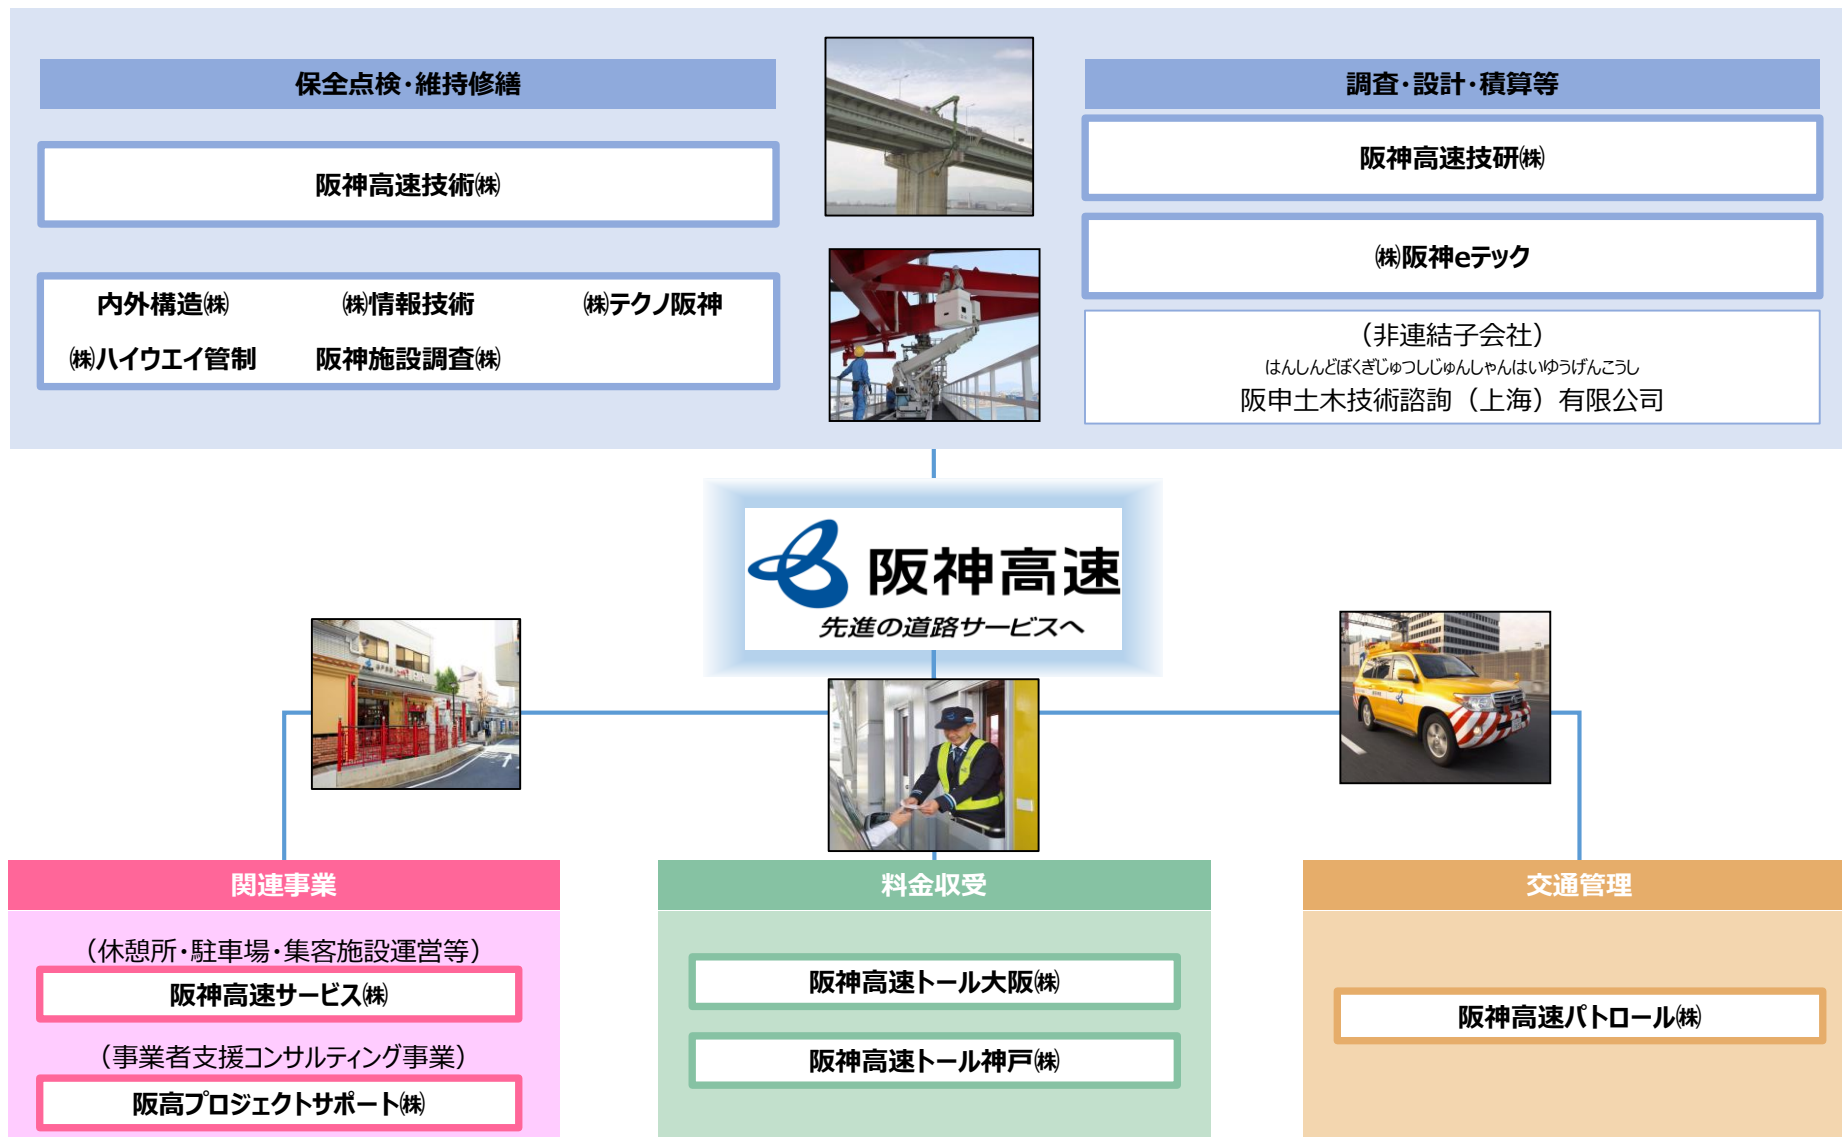 保全点検・維持修繕
阪神高速技術㈱
内外構造㈱ ㈱情報技術 ㈱テクノ阪神
㈱ハイウエイ管制 阪神施設調査㈱
調査・設計・積算等
阪神高速技研㈱
㈱阪神eテック
（非連結子会社）
はんしんどぼくぎじゅつしじゅんしゃんはいゆうげんこうし
阪申土木技術諮詢（上海）有限公司
阪神高速
先進の道路サービスへ
関連事業
（休憩所・駐車場・集客施設運営等）
阪神高速サービス㈱
（事業者支援コンサルティング事業）
阪高プロジェクトサポート㈱
料金収受
阪神高速トール大阪㈱
阪神高速トール神戸㈱
交通管理
阪神高速パトロール㈱